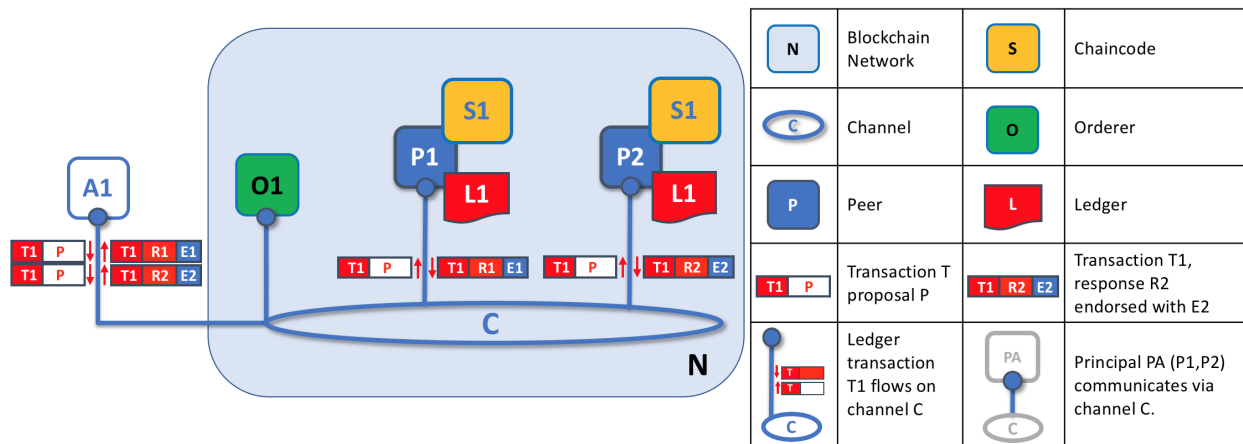 S1
S1
P1
P2
A1
O1
L1
L1
T1 P T1 R1 E1
T1 P T1 R2 E2
T1 P T1 R1 E1
T1 P T1 R2 E2
C
N
N
Blockchain
Network
S
Chaincode
C
Channel
O
Orderer
P
Peer
L
Ledger
T1 P
Transaction T
proposal P
T1 R2 E2
Transaction T1,
response R2
endorsed with E2
T
T
C
Ledger
transaction
T1 flows on
channel C
PA
C
Principal PA (P1,P2)
communicates via
channel C.